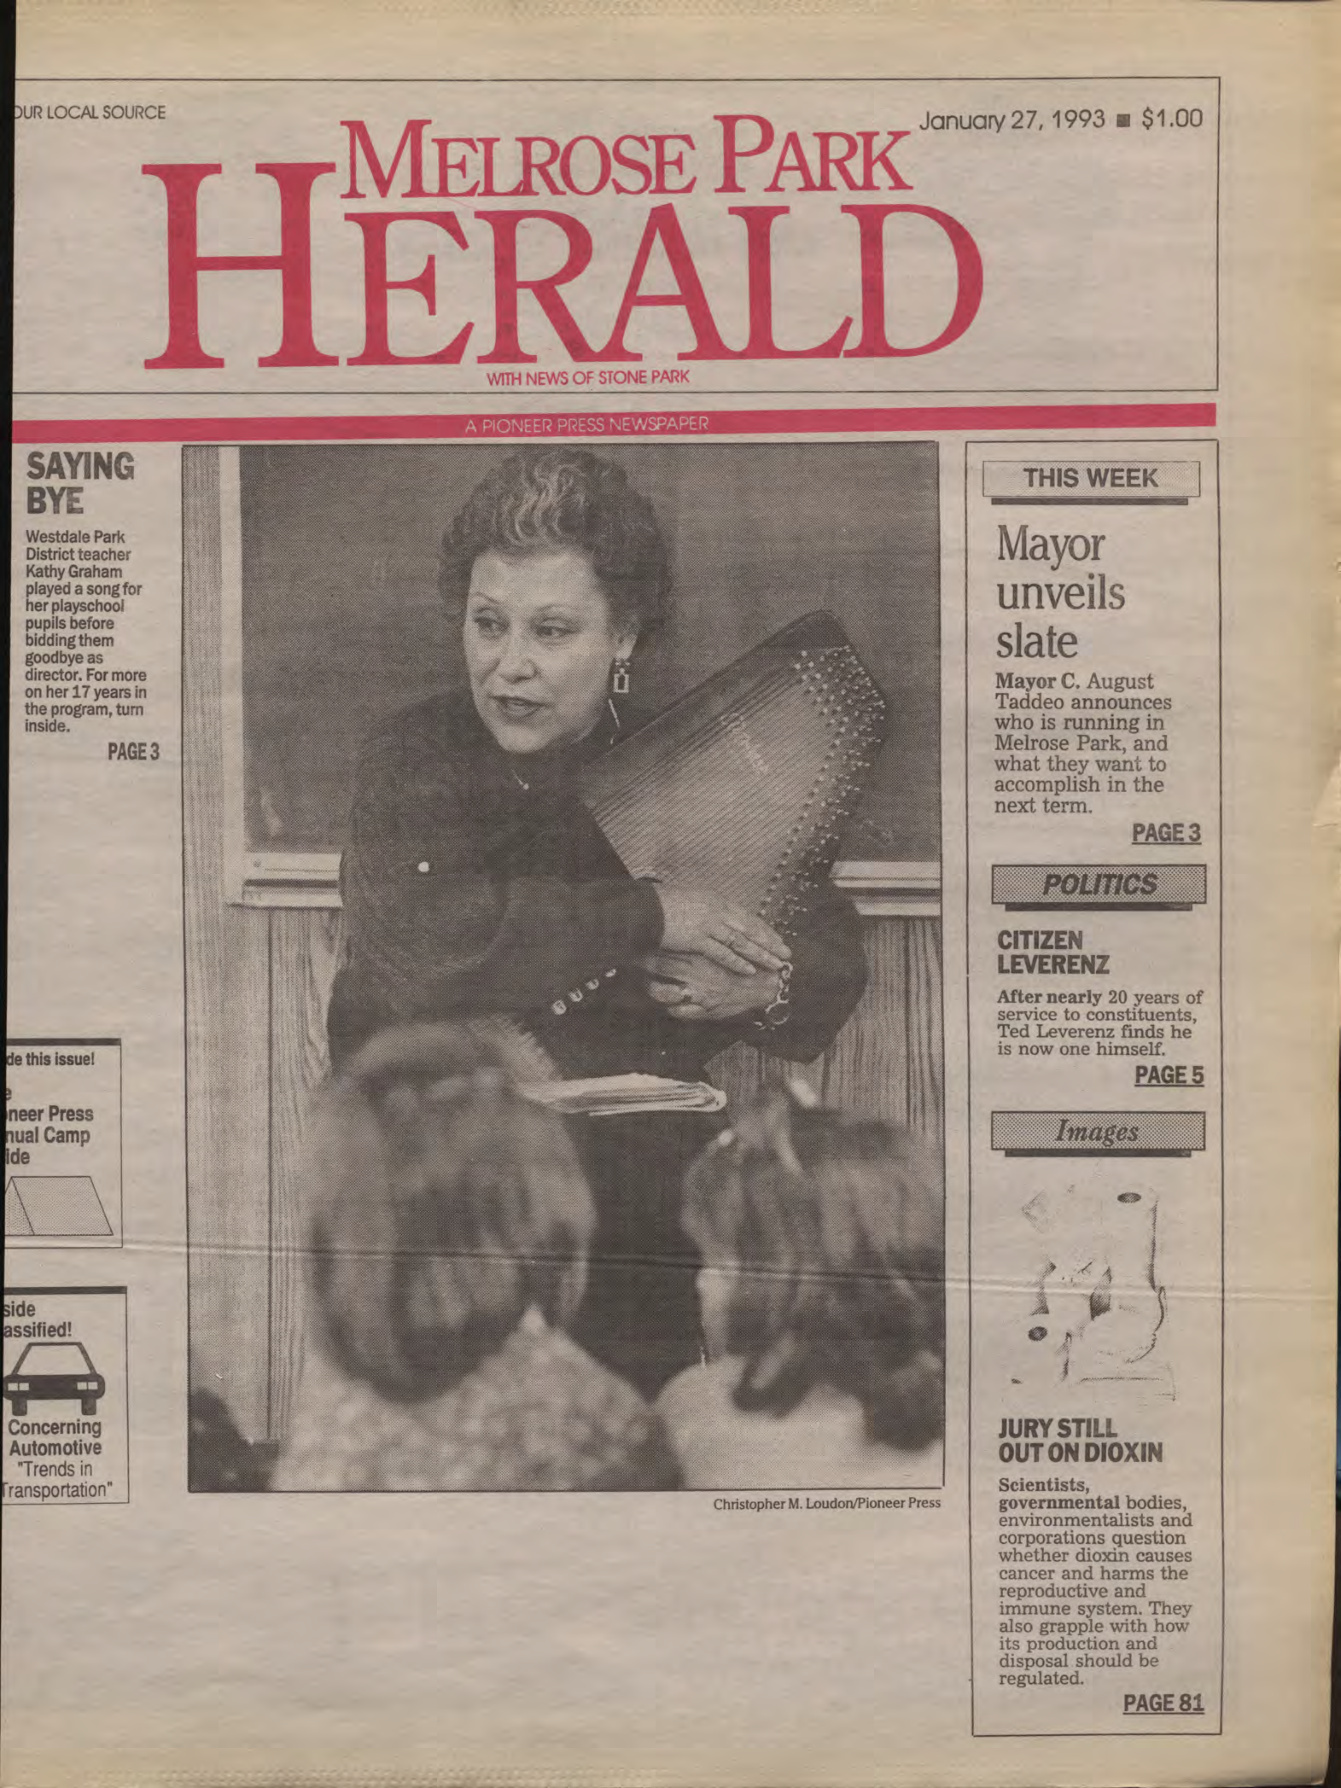 OUR LOCAL SOURCE
January 27, 1993 ■ $1.00
MELROSE PARK
HERALD
WITH NEWS OF STONE PARK
A PIONEER PRESS NEWSPAPER
SAYING
BYE
Westdale Park
District teacher
Kathy Graham
played a song for
her playschool
pupils before
bidding them
goodbye as
director. For more
on her 17 years in
the program, turn
inside.
PAGE 3
de this issue!
e
neer Press
nual Camp
ide
side
assified!
Concerning
Automotive
"Trends in
Transportation"
Christopher M. Loudon/Pioneer Press
THIS WEEK
Mayor
unveils
slate
Mayor C. August
Taddeo announces
who is running in
Melrose Park, and
what they want to
accomplish in the
next term.
PAGE 3
POLITICS
CITIZEN
LEVERENZ
After nearly 20 years of
service to constituents,
Ted Leverenz finds he
is now one himself.
PAGE 5
Images
JURY STILL
OUT ON DIOXIN
Scientists,
governmental bodies,
environmentalists and
corporations question
whether dioxin causes
cancer and harms the
reproductive and
immune system. They
also grapple with how
its production and
disposal should be
regulated.
PAGE 81